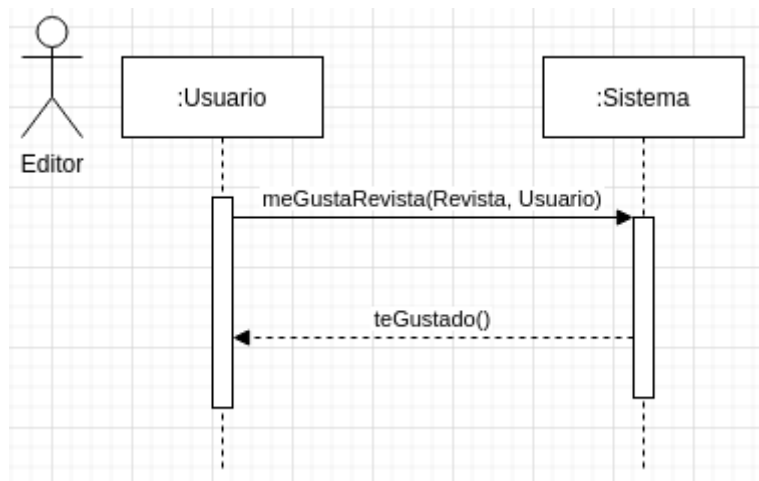 :Usuario
:Sistema
Editor
meGustaRevista(Revista, Usuario)
teGustado()